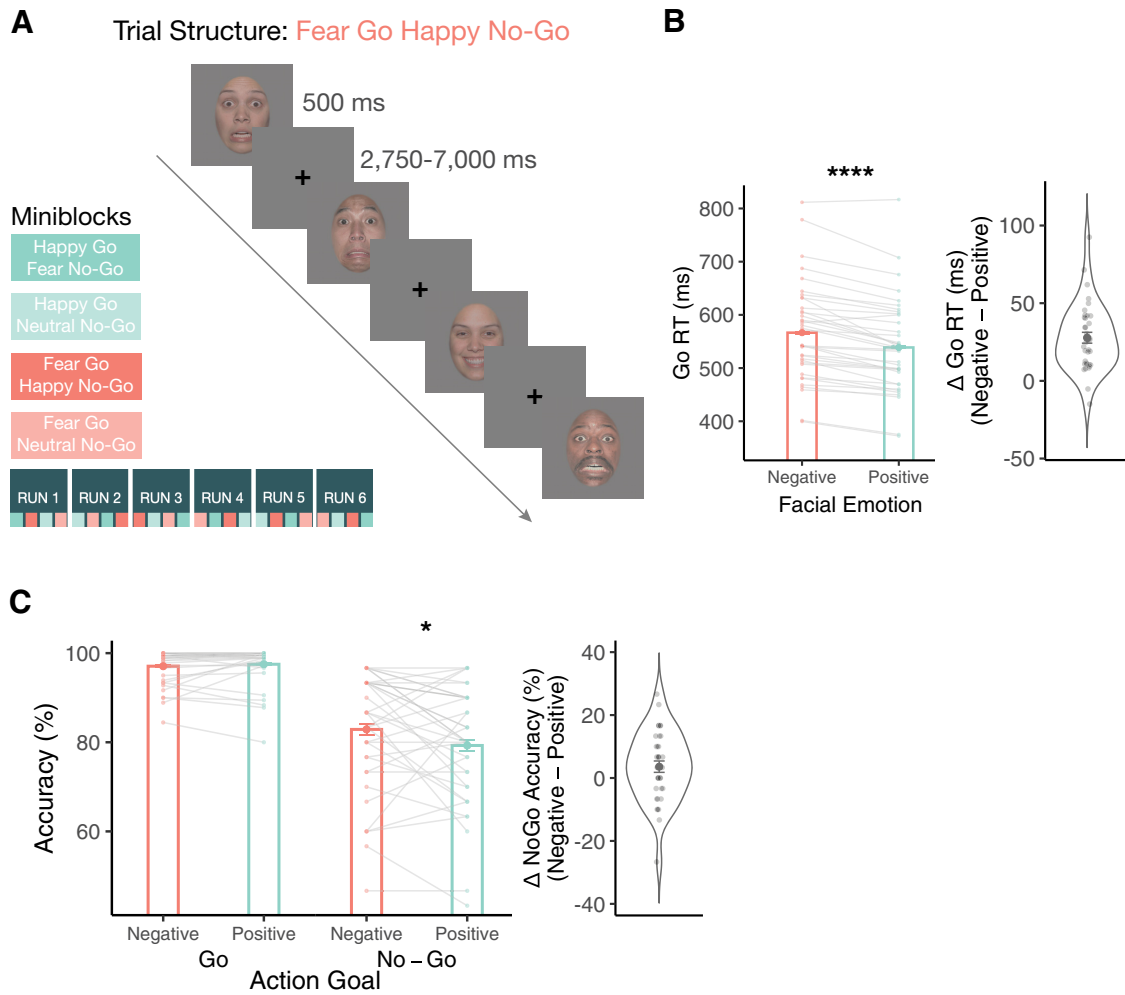 A
Trial Structure: Fear Go Happy No-Go
500 ms
+
2,750-7,000 ms
+
+
Miniblocks
Happy Go
Fear No-Go
Happy Go
Neutral No-Go
Fear Go
Happy No-Go
Fear Go
Neutral No-Go
RUN 1
RUN 2
RUN 3
RUN 4
RUN 5
RUN 6
B
****
Go RT (ms)
800
700
600
500
400
Negative
Positive
Facial Emotion
Δ Go RT (ms)
(Negative – Positive)
100
50
0
-50
C
*
Accuracy (%)
100
80
60
Negative
Positive
Negative
Positive
Go
No – Go
Action Goal
Δ NoGo Accuracy (%)
(Negative – Positive)
40
20
0
-20
-40